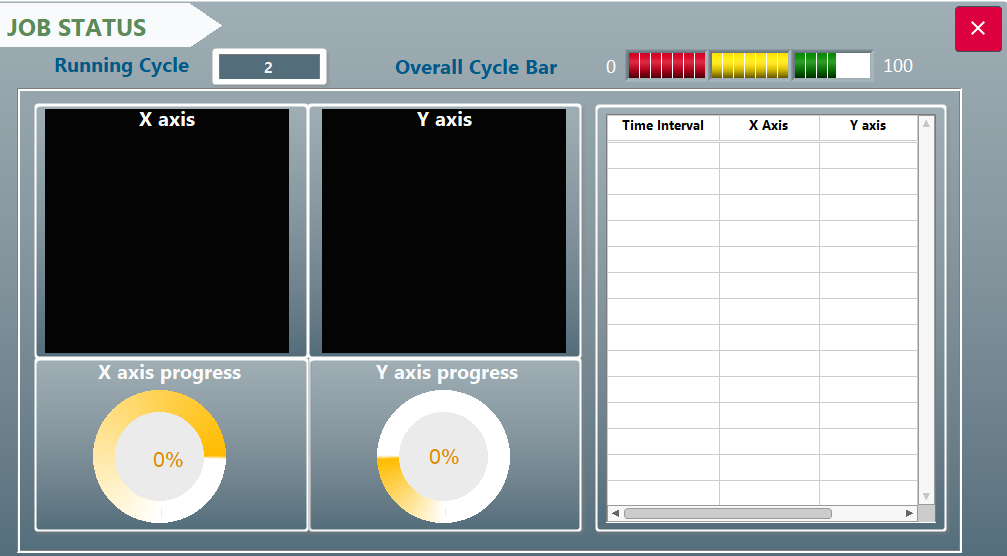 JOB STATUS
Running Cycle 2 Overall Cycle Bar 0 100
X axis Y axis
Time Interval X Axis Y axis
X axis progress Y axis progress
0% 0%